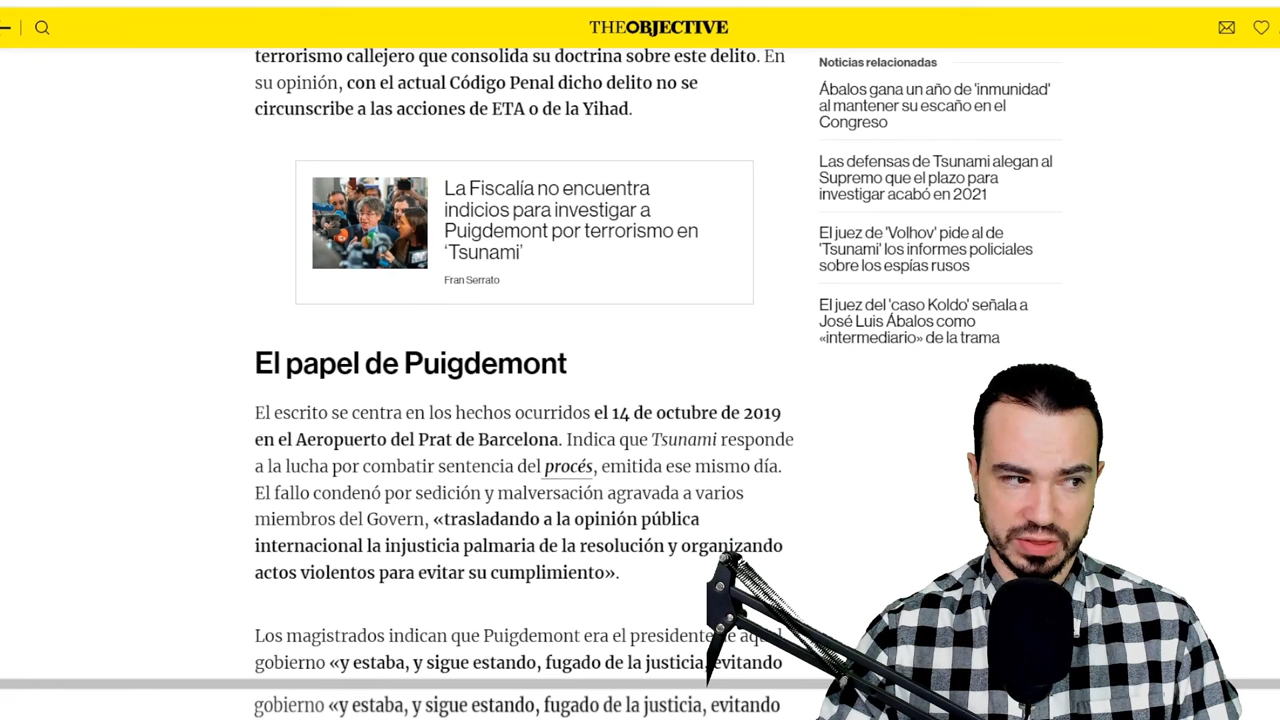 THEOBJECTIVE
terrorismo callejero que consolida su doctrina sobre este delito. En
su opinión, con el actual Código Penal dicho delito no se
circunscribe a las acciones de ETA o de la Yihad.
La Fiscalía no encuentra
indicios para investigar a
Puigdemont por terrorismo en
‘Tsunami’
Fran Serrato
El papel de Puigdemont
El escrito se centra en los hechos ocurridos el 14 de octubre de 2019
en el Aeropuerto del Prat de Barcelona. Indica que Tsunami responde
a la lucha por combatir sentencia del procés, emitida ese mismo día.
El fallo condenó por sedición y malversación agravada a varios
miembros del Govern, «trasladando a la opinión pública
internacional la injusticia palmaria de la resolución y organizando
actos violentos para evitar su cumplimiento».
Los magistrados indican que Puigdemont era el presidente de aquel
gobierno «y estaba, y sigue estando, fugado de la justicia, evitando
gobierno «y estaba, y sigue estando, fugado de la justicia, evitando
Noticias relacionadas
Ábalos gana un año de 'inmunidad'
al mantener su escaño en el
Congreso
Las defensas de Tsunami alegan al
Supremo que el plazo para
investigar acabó en 2021
El juez de 'Volhov' pide al de
'Tsunami' los informes policiales
sobre los espías rusos
El juez del 'caso Koldo' señala a
José Luis Ábalos como
«intermediario» de la trama